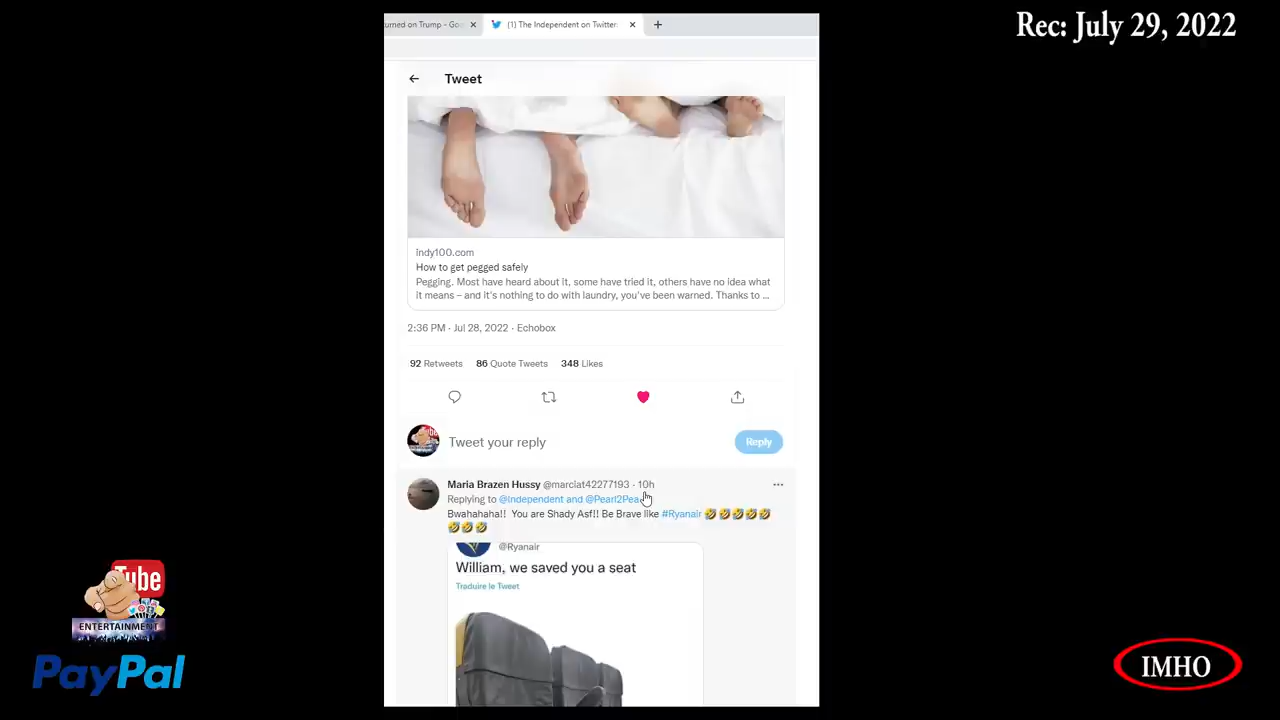 urned on Trump - Goo
(1) The Independent on Twitter
Rec: July 29, 2022
Tweet
indy100.com
How to get pegged safely
Pegging. Most have heard about it, some have tried it, others have no idea what
it means – and it's nothing to do with laundry, you've been warned. Thanks to ...
2:36 PM · Jul 28, 2022 · Echobox
92 Retweets 86 Quote Tweets 348 Likes
Tweet your reply
Reply
Maria Brazen Hussy @marciat42277193 · 10h
Replying to @Independent and @Pearl2Pea
Bwahahaha!! You are Shady Asf!! Be Brave like #Ryanair 🤣🤣🤣🤣🤣
🤣🤣🤣
@Ryanair
William, we saved you a seat
Traduire le Tweet
Tube
ENTERTAINMENT
PayPal
IMHO